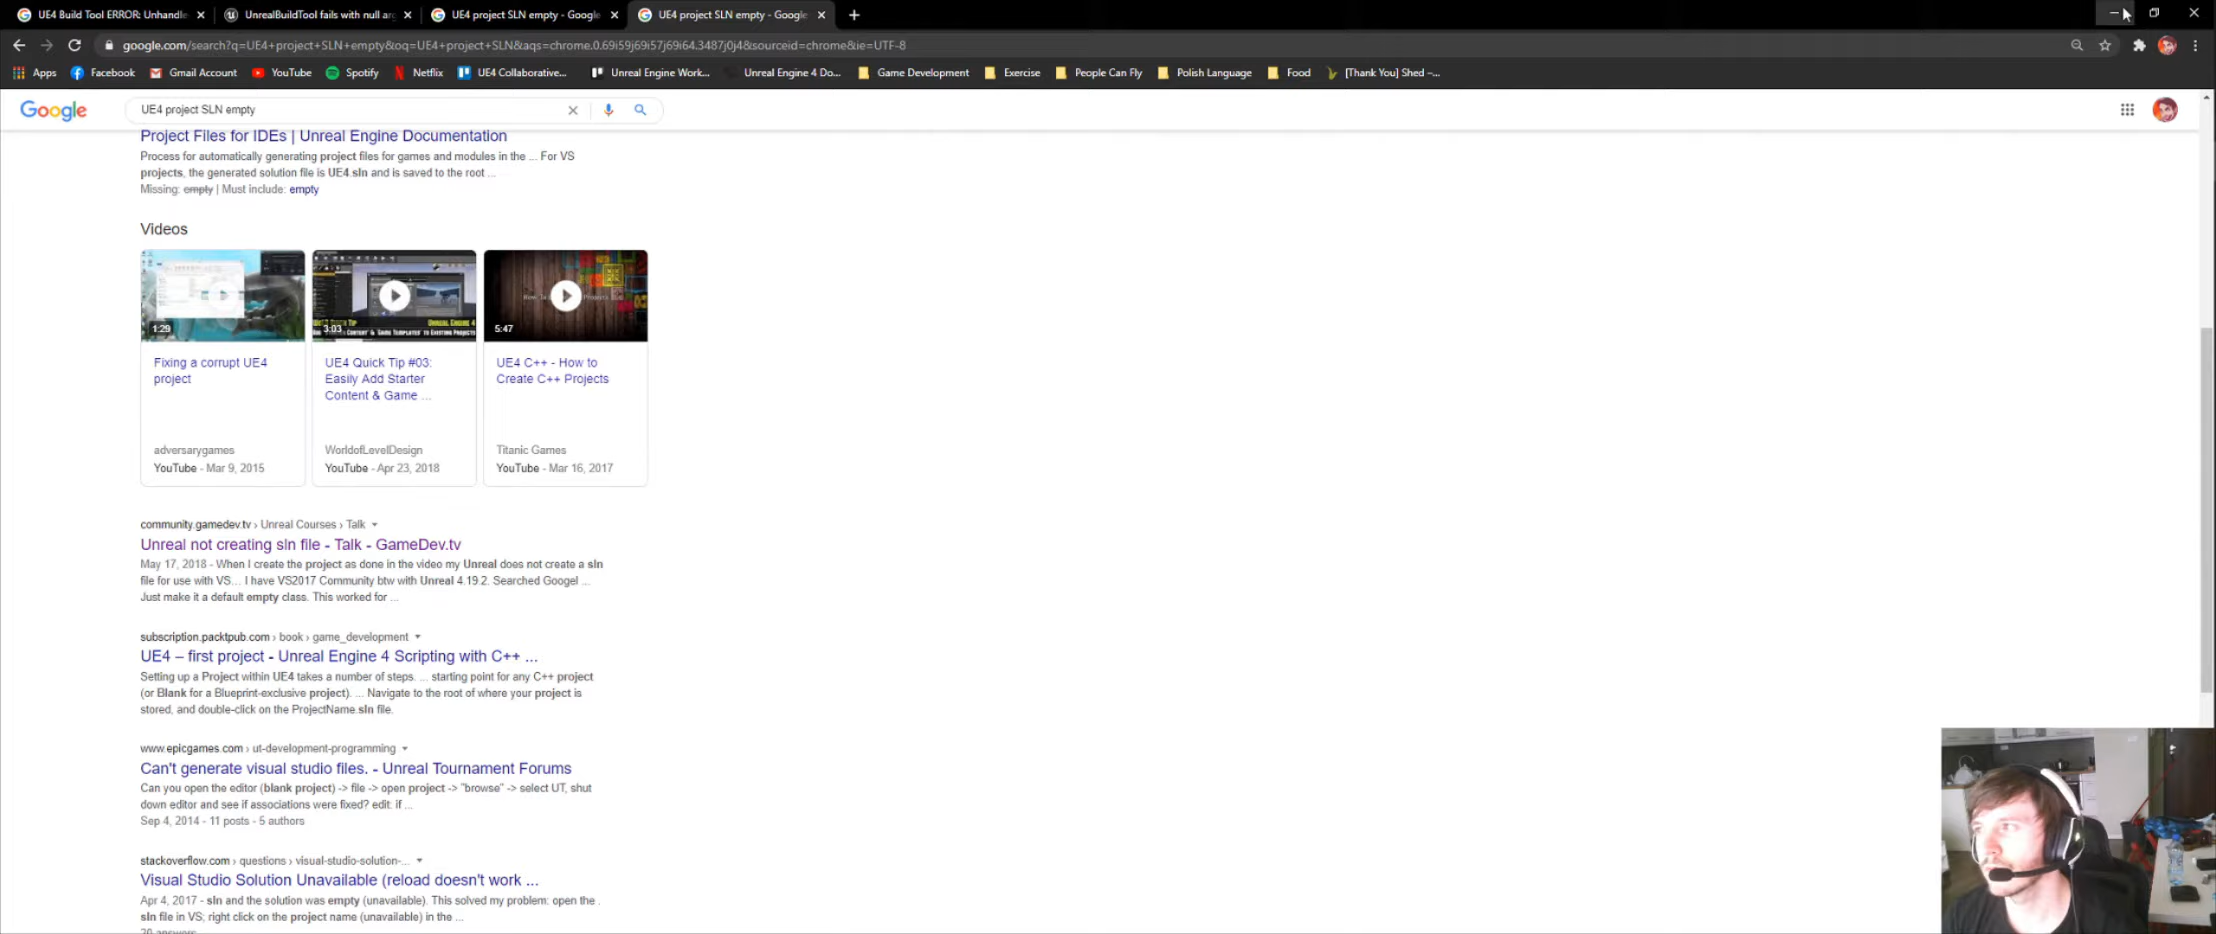 UE4 Build Tool ERROR: Unhandle
UnrealBuildTool fails with null arg
UE4 project SLN empty - Google
UE4 project SLN empty - Google
google.com/search?q=UE4+project+SLN+empty&oq=UE4+project+SLN&aqs=chrome.0.69i59j69i57j69i64.3487j0j4&sourceid=chrome&ie=UTF-8
Apps Facebook Gmail Account YouTube Spotify Netflix UE4 Collaborative... Unreal Engine Work... Unreal Engine 4 Do... Game Development Exercise People Can Fly Polish Language Food [Thank You] Shed –...
Google UE4 project SLN empty
Project Files for IDEs | Unreal Engine Documentation
Process for automatically generating project files for games and modules in the ... For VS
projects, the generated solution file is UE4.sln and is saved to the root ...
Missing: empty | Must include: empty
Videos
1:29
3:03
5:47
Fixing a corrupt UE4
project
adversarygames
YouTube - Mar 9, 2015
UE4 Quick Tip #03:
Easily Add Starter
Content & Game ...
WorldofLevelDesign
YouTube - Apr 23, 2018
UE4 C++ - How to
Create C++ Projects
Titanic Games
YouTube - Mar 16, 2017
community.gamedev.tv › Unreal Courses › Talk
Unreal not creating sln file - Talk - GameDev.tv
May 17, 2018 - When I create the project as done in the video my Unreal does not create a sln
file for use with VS... I have VS2017 Community btw with Unreal 4.19.2. Searched Googel ...
Just make it a default empty class. This worked for ...
subscription.packtpub.com › book › game_development
UE4 – first project - Unreal Engine 4 Scripting with C++ ...
Setting up a Project within UE4 takes a number of steps. ... starting point for any C++ project
(or Blank for a Blueprint-exclusive project). ... Navigate to the root of where your project is
stored, and double-click on the ProjectName.sln file.
www.epicgames.com › ut-development-programming
Can't generate visual studio files. - Unreal Tournament Forums
Can you open the editor (blank project) -> file -> open project -> "browse" -> select UT, shut
down editor and see if associations were fixed? edit: if ...
Sep 4, 2014 - 11 posts - 5 authors
stackoverflow.com › questions › visual-studio-solution-...
Visual Studio Solution Unavailable (reload doesn't work ...
Apr 4, 2017 - sln and the solution was empty (unavailable). This solved my problem: open the .
sln file in VS; right click on the project name (unavailable) in the ...
20 answers